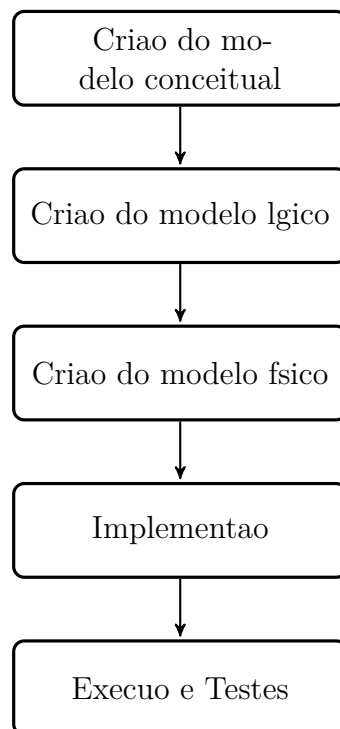 Criao do mo-
delo conceitual
Criao do modelo lgico
Criao do modelo fsico
Implementao
Execuo e Testes